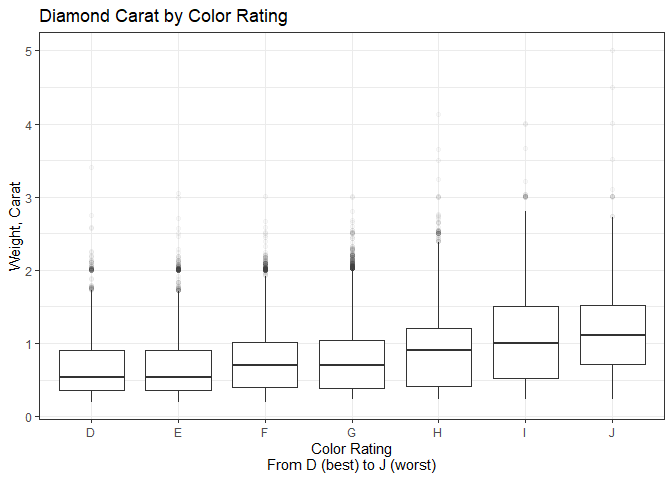 Diamond Carat by Color Rating
5
4
3
2
1
0
Weight, Carat
D E F G H I J
Color Rating
From D (best) to J (worst)